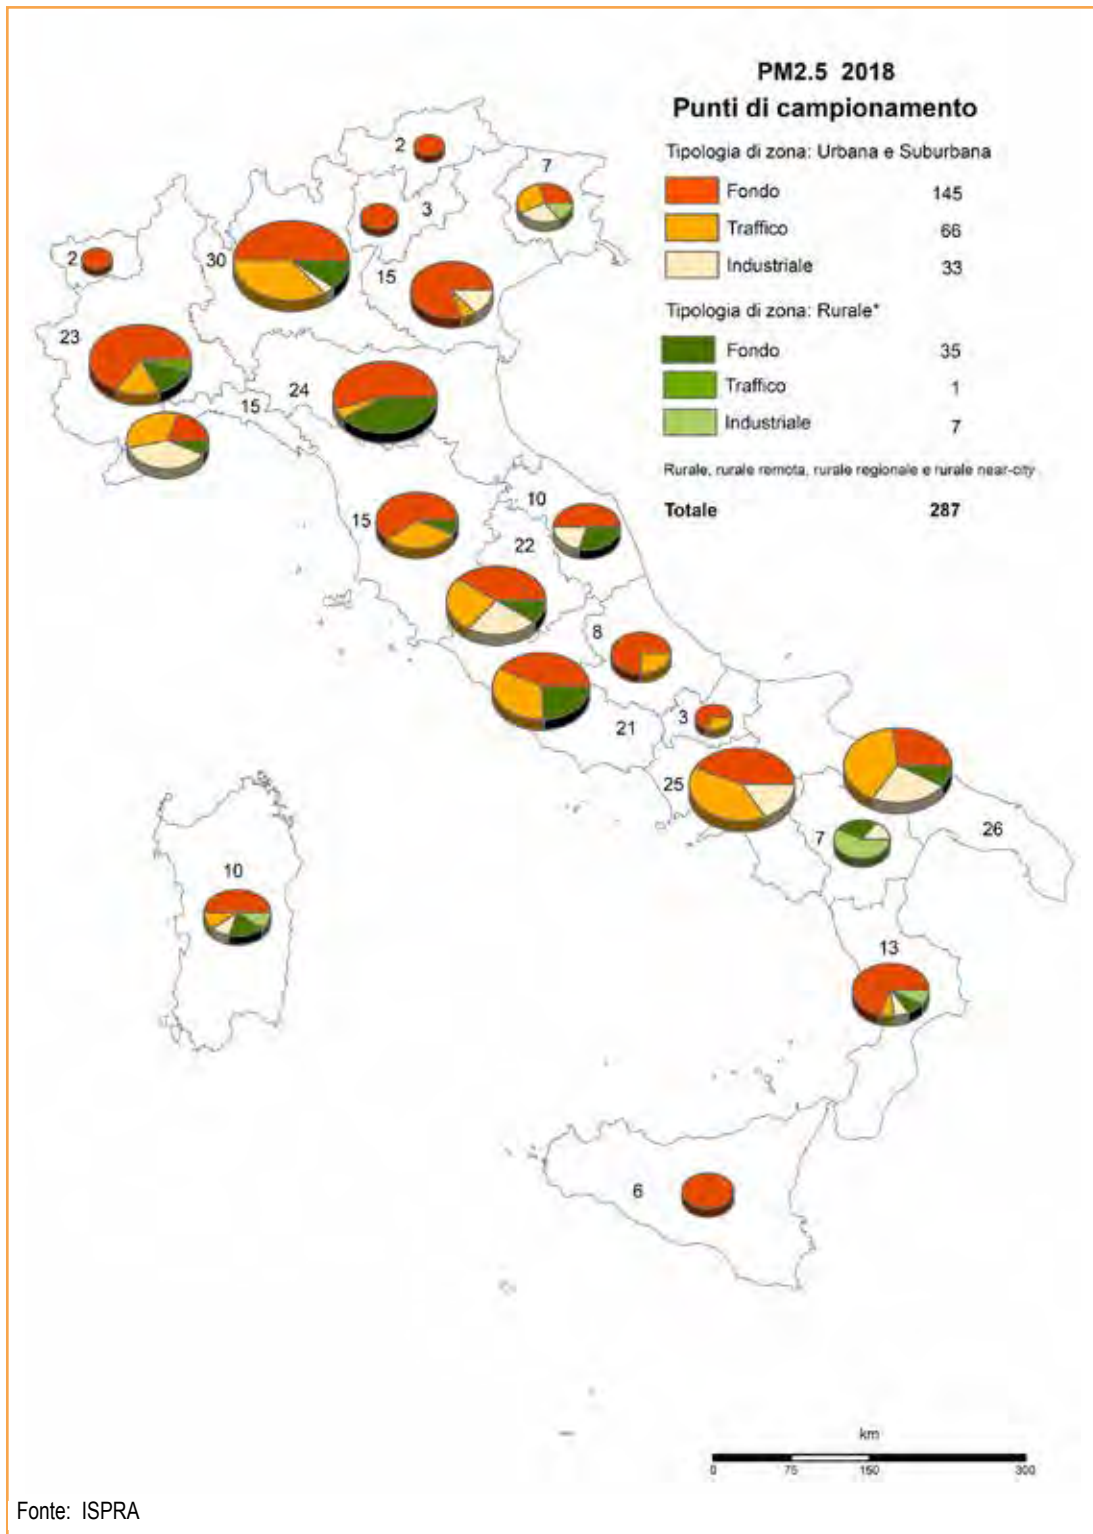 PM2.5 2018
Punti di campionamento
Tipologia di zona: Urbana e Suburbana
Fondo 145
Traffico 66
Industriale 33
Tipologia di zona: Rurale*
Fondo 35
Traffico 1
Industriale 7
Rurale, rurale remota, rurale regionale e rurale near-city
Totale 287
2
7
3
2
30
15
23
24
15
10
15
22
8
21
3
25
7
26
10
13
6
km
0 75 150 300
Fonte: ISPRA